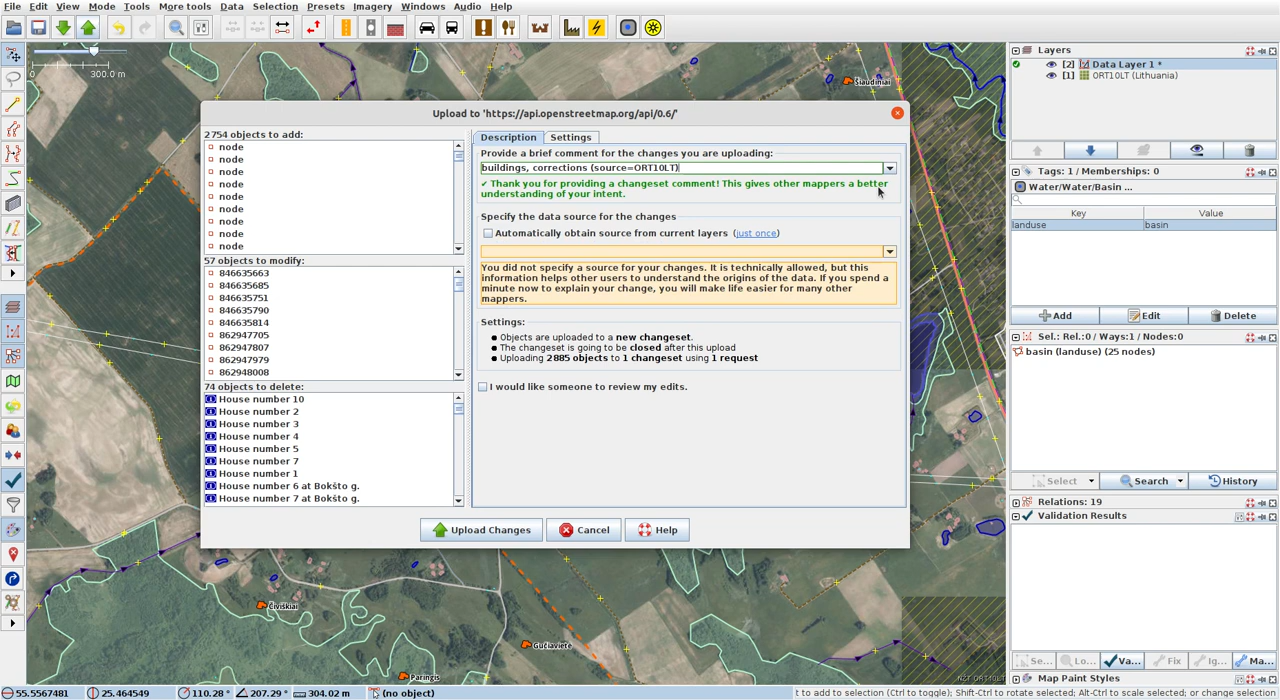 File Edit View Mode Tools More tools Data Selection Presets Imagery Windows Audio Help
0 300.0 m
Šiaudiniai
Čiviškiai
Gučiavietė
Paringis
NŽT ORT10LT
Upload to 'https://api.openstreetmap.org/api/0.6/'
2754 objects to add:
node
node
node
node
node
node
node
node
node
57 objects to modify:
846635663
846635685
846635751
846635790
846635814
862947705
862947807
862947979
862948008
74 objects to delete:
House number 10
House number 2
House number 3
House number 4
House number 5
House number 7
House number 1
House number 6 at Bokšto g.
House number 7 at Bokšto g.
Description Settings
Provide a brief comment for the changes you are uploading:
buildings, corrections (source=ORT10LT)
✔ Thank you for providing a changeset comment! This gives other mappers a better
understanding of your intent.
Specify the data source for the changes
Automatically obtain source from current layers (just once)
You did not specify a source for your changes. It is technically allowed, but this
information helps other users to understand the origins of the data. If you spend a
minute now to explain your change, you will make life easier for many other
mappers.
Settings:
Objects are uploaded to a new changeset.
The changeset is going to be closed after this upload
Uploading 2885 objects to 1 changeset using 1 request
I would like someone to review my edits.
Upload Changes Cancel Help
Layers
[2] Data Layer 1 *
[1] ORT10LT (Lithuania)
Tags: 1 / Memberships: 0
Water/Water/Basin ...
Key Value
landuse basin
Add Edit Delete
Sel.: Rel.:0 / Ways:1 / Nodes:0
basin (landuse) (25 nodes)
Select Search History
Relations: 19
Validation Results
Se... Lo... Va... Fix Ig... Ma...
Map Paint Styles
55.5567481 25.464549 110.28 ° 207.29 ° 304.02 m (no object)
t to add to selection (Ctrl to toggle); Shift-Ctrl to rotate selected; Alt-Ctrl to scale selected; or change selection